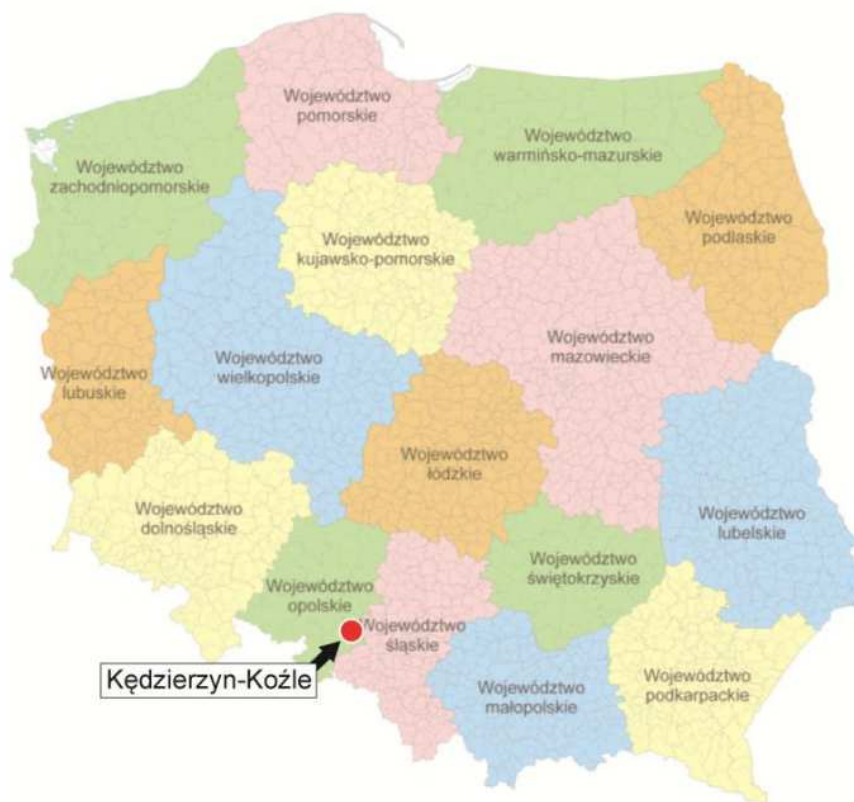 Województwo
pomorskie
Województwo
warmińsko-mazurskie
Województwo
zachodniopomorskie
Województwo
podlaskie
Województwo
kujawsko-pomorskie
Województwo
mazowieckie
Województwo
wielkopolskie
Województwo
lubuskie
Województwo
łódzkie
Województwo
dolnośląskie
Województwo
lubelskie
Województwo
świętokrzyskie
Województwo
opolskie
Województwo
śląskie
Kędzierzyn-Koźle
Województwo
małopolskie
Województwo
podkarpackie